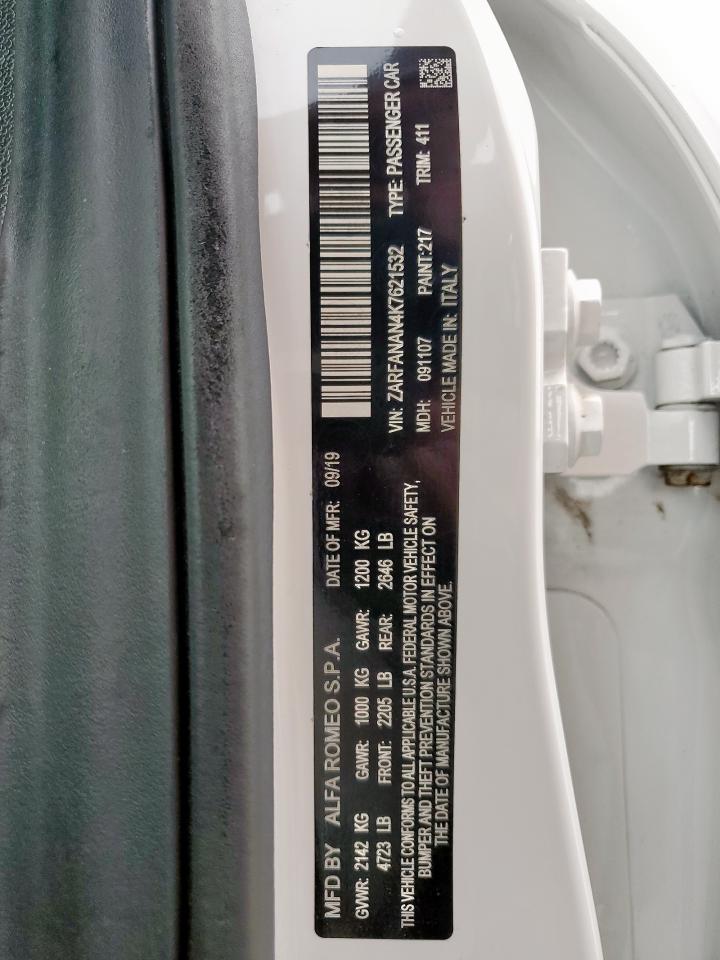 MFD BY ALFA ROMEO S.P.A. DATE OF MFR: 09/19
GVWR: 2142 KG GAWR: 1000 KG GAWR: 1200 KG
4723 LB FRONT: 2205 LB REAR: 2646 LB
THIS VEHICLE CONFORMS TO ALL APPLICABLE U.S.A. FEDERAL MOTOR VEHICLE SAFETY,
BUMPER AND THEFT PREVENTION STANDARDS IN EFFECT ON
THE DATE OF MANUFACTURE SHOWN ABOVE.
VIN: ZARFANAN4K7621532 TYPE: PASSENGER CAR
MDH: 091107 PAINT:217 TRIM: 411
VEHICLE MADE IN: ITALY